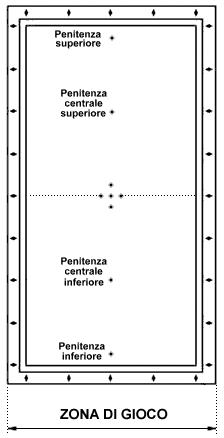 Penitenza
superiore
Penitenza
centrale
superiore
Penitenza
centrale
inferiore
Penitenza
inferiore
ZONA DI GIOCO